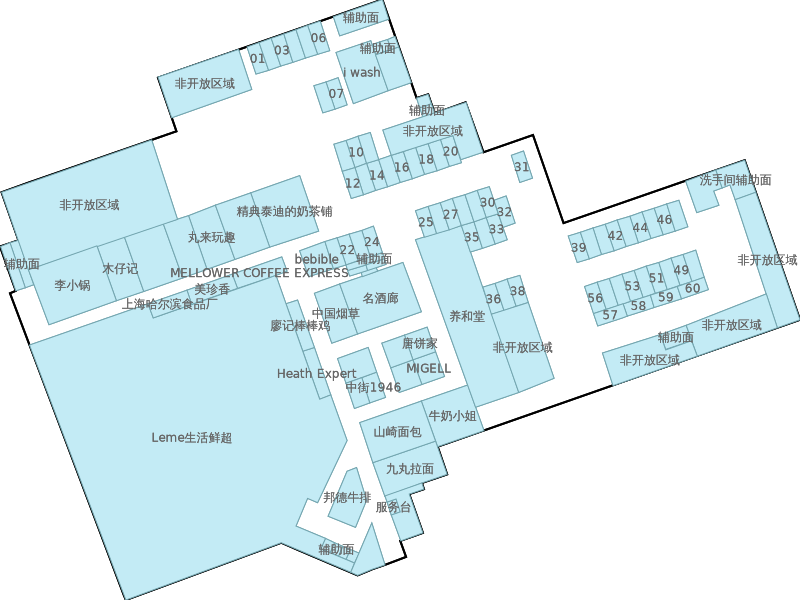 辅助面
06
03
01
辅助面
i wash
非开放区域
07
辅助面
非开放区域
10
20
18
16
14
12
31
洗手间辅助面
非开放区域
精典泰迪的奶茶铺
30
32
27
25
46
44
42
39
丸来玩趣
33
35
24
22
辅助面
bebible
辅助面
木仔记
MELLOWER COFFEE EXPRESS
非开放区域
李小锅
美珍香
49
51
53
60
38
36
名酒廊
56
59
58
57
上海哈尔滨食品厂
中国烟草
养和堂
廖记棒棒鸡
非开放区域
辅助面
唐饼家
非开放区域
非开放区域
MIGELL
Heath Expert
中街1946
牛奶小姐
山崎面包
Leme生活鲜超
九丸拉面
邦德牛排
服务台
辅助面